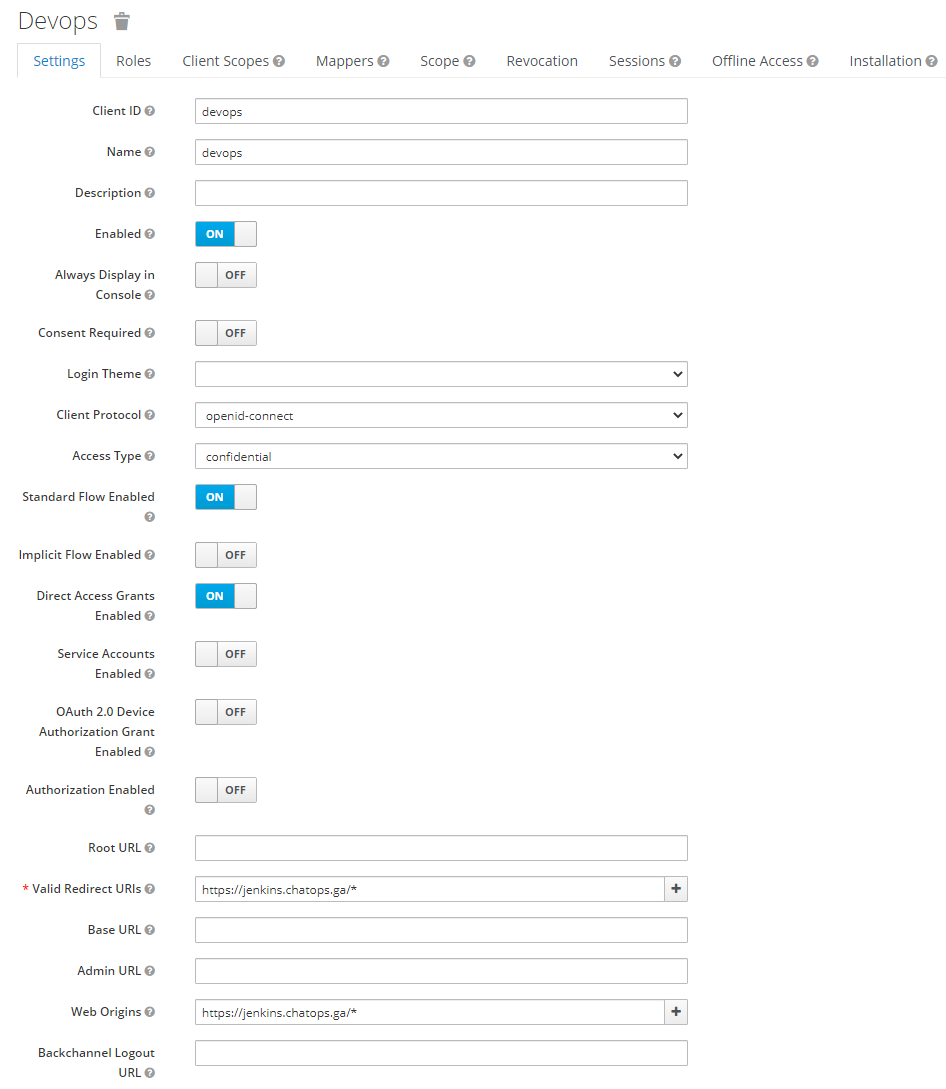 Devops
Settings Roles Client Scopes Mappers Scope Revocation Sessions Offline Access Installation
Client ID devops
Name devops
Description
Enabled ON
Always Display in
Console OFF
Consent Required OFF
Login Theme
Client Protocol openid-connect
Access Type confidential
Standard Flow Enabled ON
Implicit Flow Enabled OFF
Direct Access Grants
Enabled ON
Service Accounts
Enabled OFF
OAuth 2.0 Device
Authorization Grant
Enabled OFF
Authorization Enabled OFF
Root URL
* Valid Redirect URIs https://jenkins.chatops.ga/*
Base URL
Admin URL
Web Origins https://jenkins.chatops.ga/*
Backchannel Logout
URL